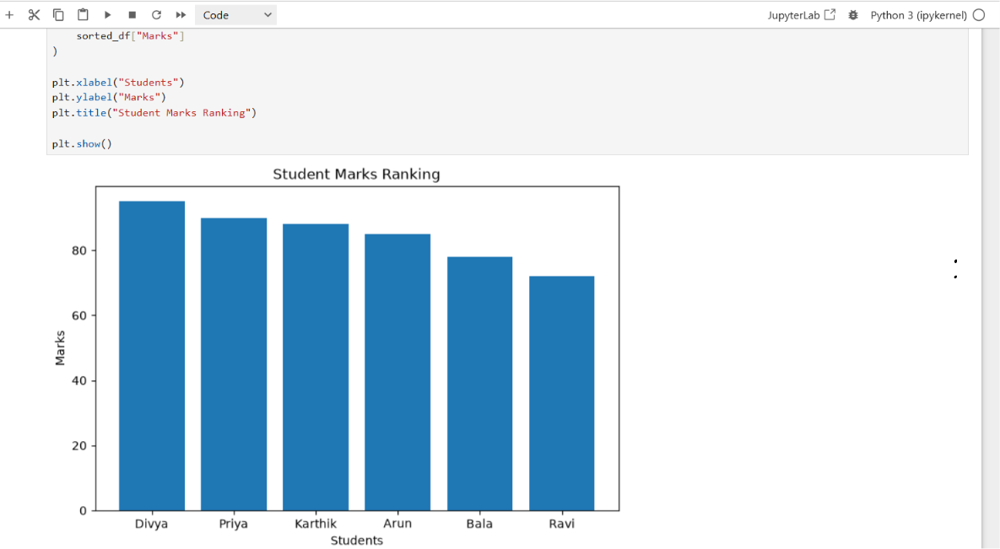 Code
JupyterLab
Python 3 (ipykernel)
sorted_df["Marks"]
)
plt.xlabel("Students")
plt.ylabel("Marks")
plt.title("Student Marks Ranking")
plt.show()
Student Marks Ranking
Marks
80
60
40
20
0
Divya Priya Karthik Arun Bala Ravi
Students